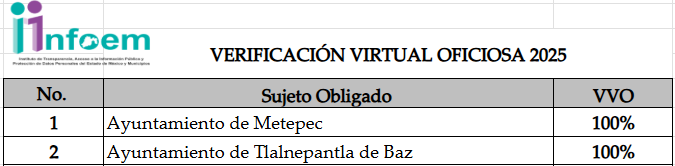 infoem
Instituto de Transparencia, Acceso a la Información Pública y
Protección de Datos Personales del Estado de México y Municipios
VERIFICACIÓN VIRTUAL OFICIOSA 2025
No. Sujeto Obligado VVO
1 Ayuntamiento de Metepec 100%
2 Ayuntamiento de Tlalnepantla de Baz 100%